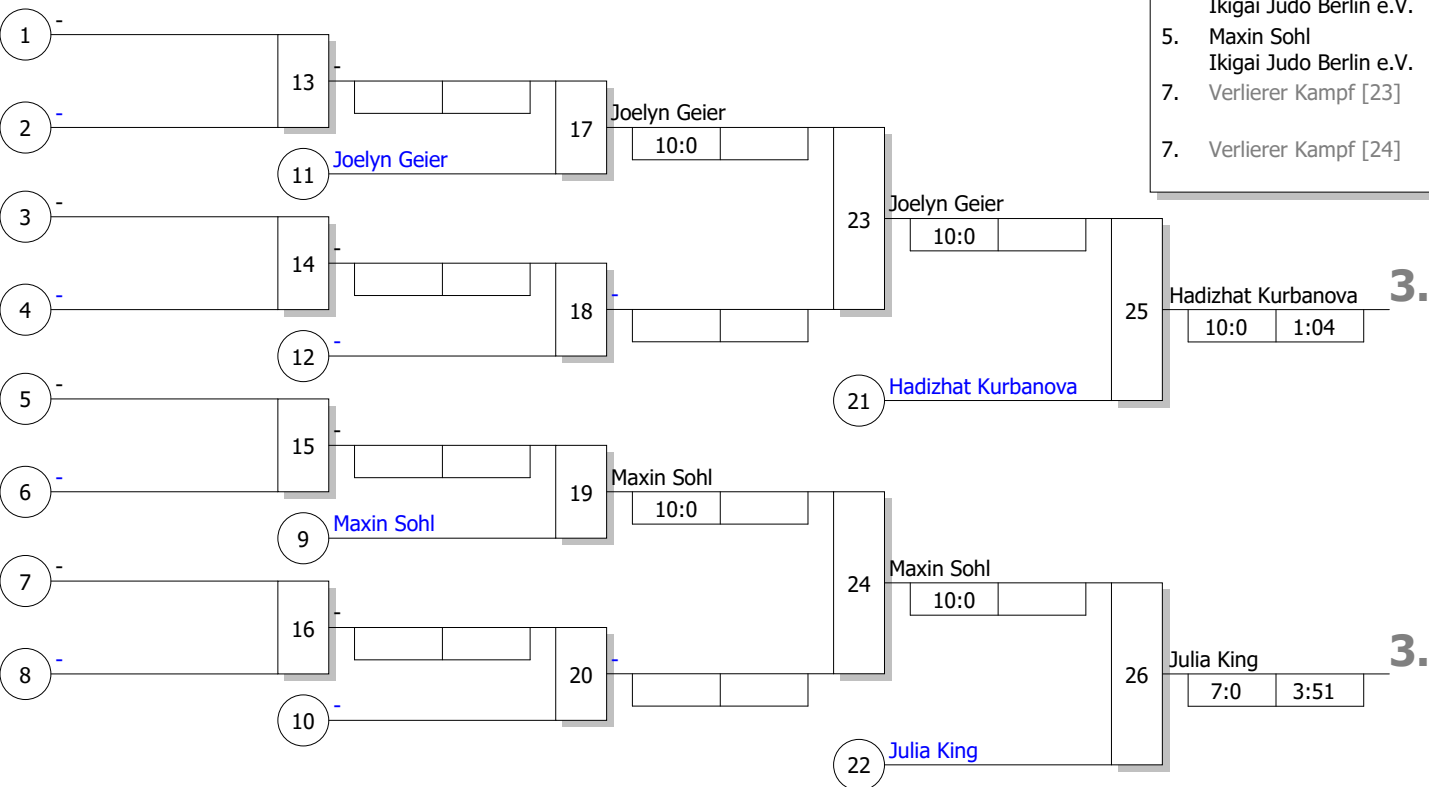 Ikigai Judo Berlin e.V.
5. Maxin Sohl
Ikigai Judo Berlin e.V.
7. Verlierer Kampf [23]
7. Verlierer Kampf [24]
1 -
13 -
2 -
17 Joelyn Geier
10:0
11 Joelyn Geier
3 -
23 Joelyn Geier
10:0
14 -
4 -
18 -
12 -
25 Hadizhat Kurbanova 3.
10:0 1:04
5 -
21 Hadizhat Kurbanova
15 -
6 -
19 Maxin Sohl
10:0
9 Maxin Sohl
7 -
24 Maxin Sohl
10:0
16 -
8 -
20 -
10 -
26 Julia King 3.
7:0 3:51
22 Julia King